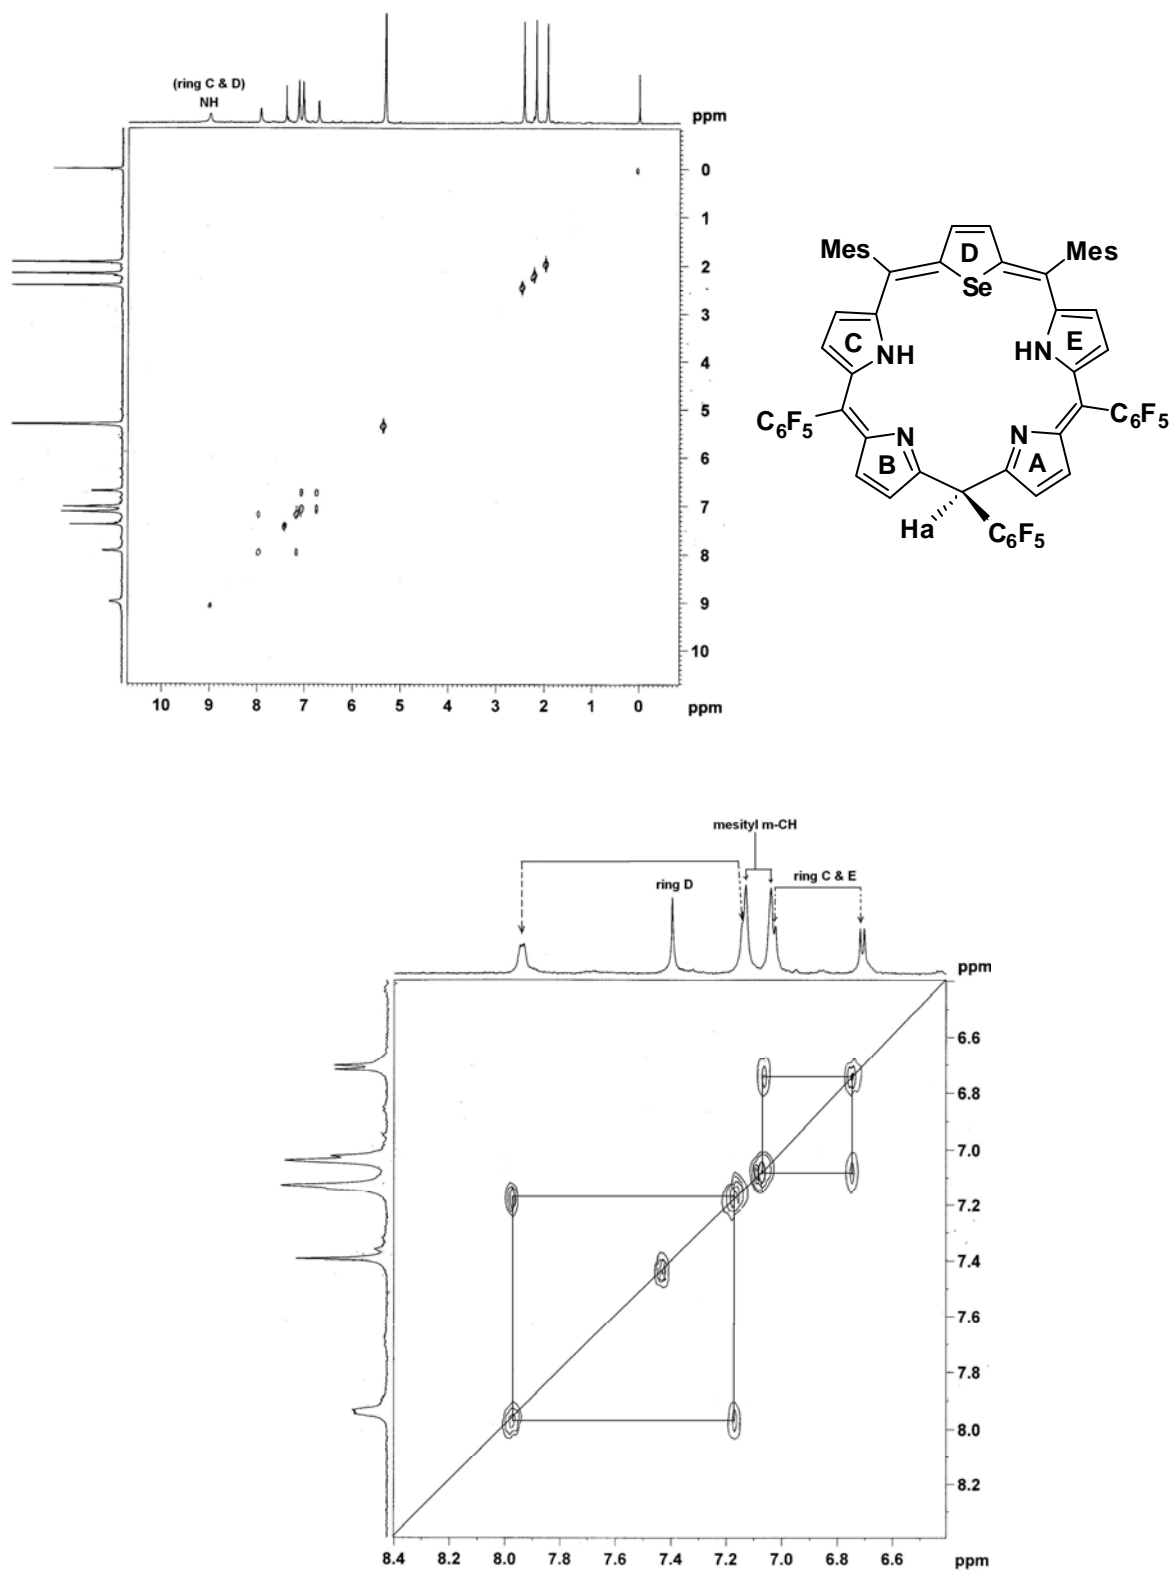 (ring C & D)
NH
ppm
0
1
2
3
4
5
6
7
8
9
10
10 9 8 7 6 5 4 3 2 1 0 ppm
Mes D Mes
Se
C NH HN E
C6F5 N N C6F5
B A
Ha C6F5
mesityl m-CH
ring C & E
ring D
ppm
6.6
6.8
7.0
7.2
7.4
7.6
7.8
8.0
8.2
8.4 8.2 8.0 7.8 7.6 7.4 7.2 7.0 6.8 6.6 ppm